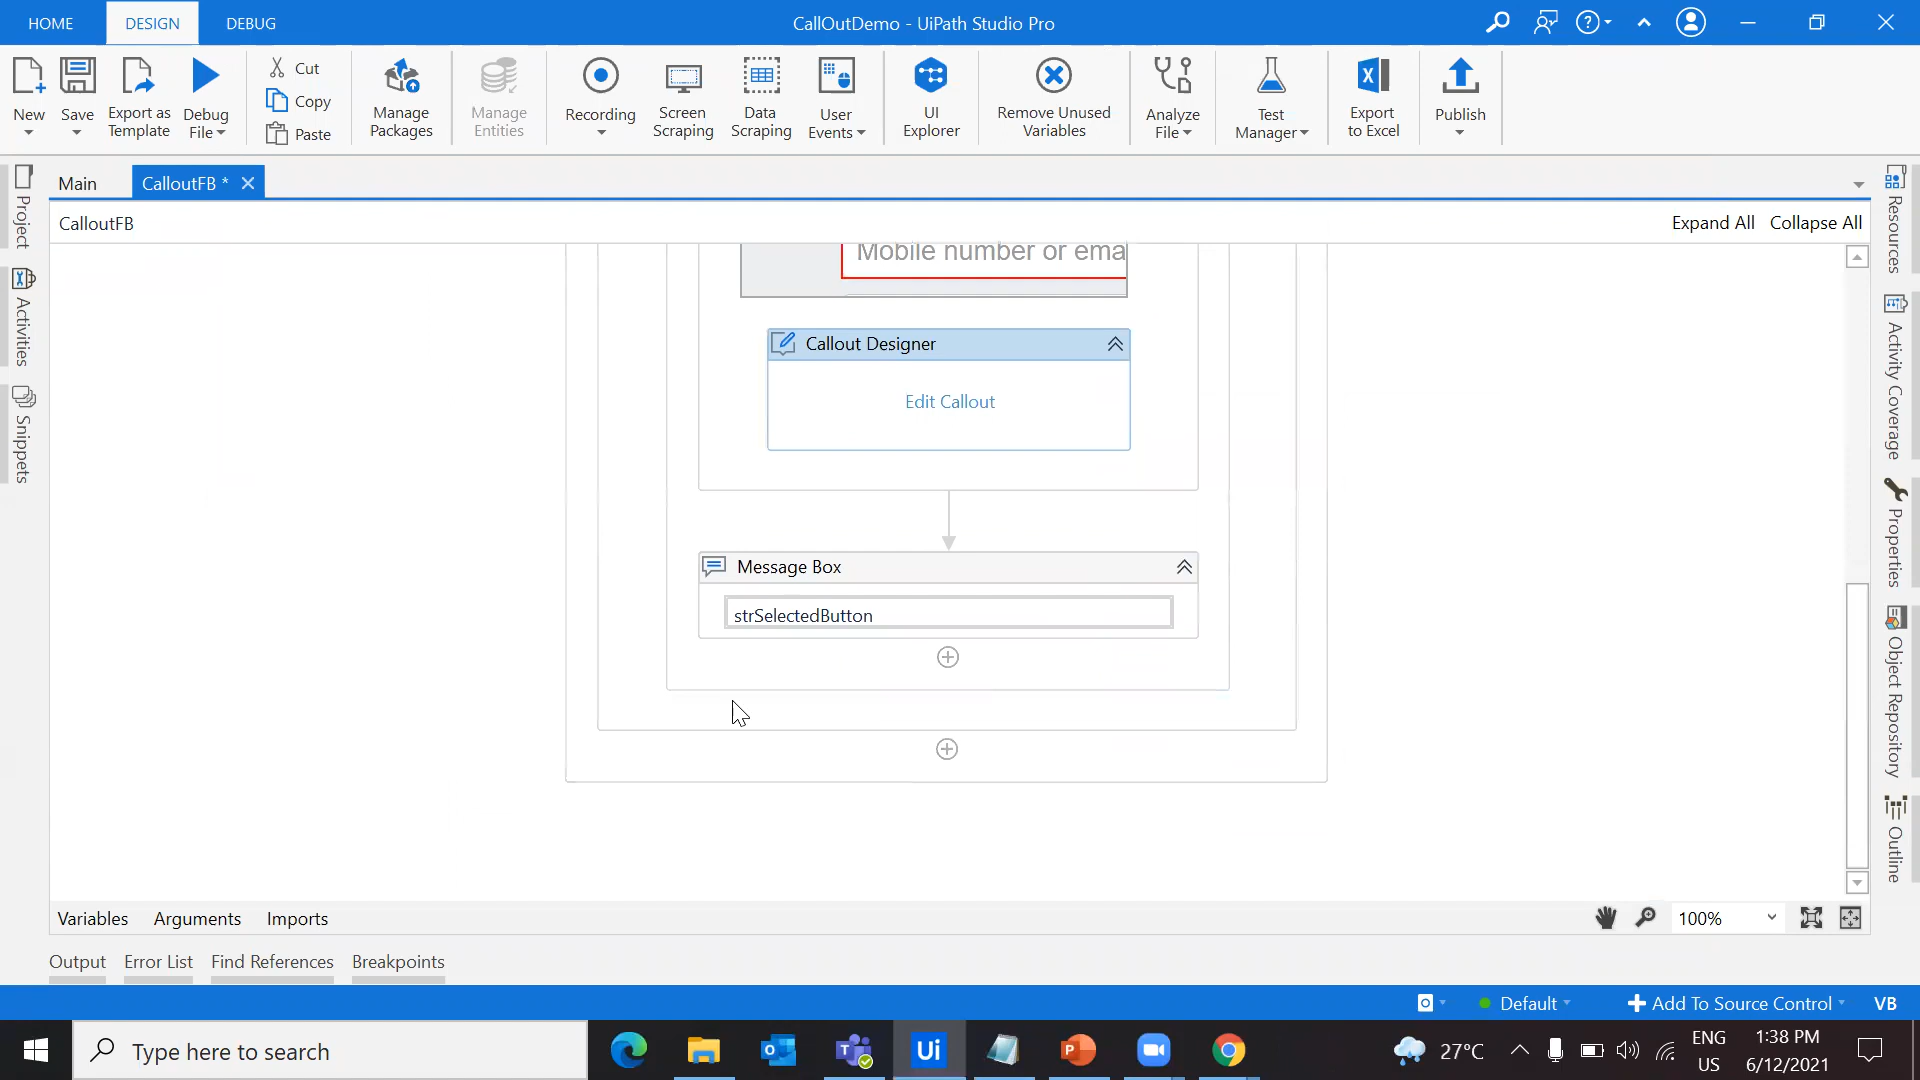 HOME DESIGN DEBUG CallOutDemo - UiPath Studio Pro
New
Save
Export as
Template
Debug
File
Cut
Copy
Paste
Manage
Packages
Manage
Entities
Recording
Screen
Scraping
Data
Scraping
User
Events
UI
Explorer
Remove Unused
Variables
Analyze
File
Test
Manager
Export
to Excel
Publish
Main CalloutFB *
CalloutFB Expand All Collapse All
Project
Activities
Snippets
Mobile number or ema
Callout Designer
Edit Callout
Message Box
strSelectedButton
Resources
Activity Coverage
Properties
Object Repository
Outline
Variables Arguments Imports 100%
Output Error List Find References Breakpoints
Default Add To Source Control VB
Type here to search
Ui
27°C
ENG
US
1:38 PM
6/12/2021